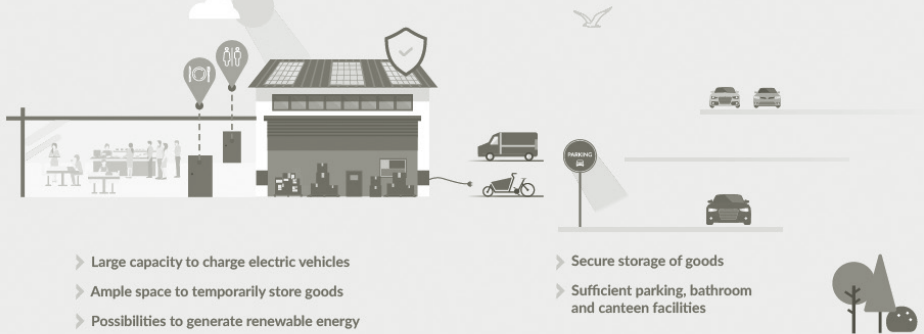 PARKING
Large capacity to charge electric vehicles
Ample space to temporarily store goods
Possibilities to generate renewable energy
Secure storage of goods
Sufficient parking, bathroom
and canteen facilities